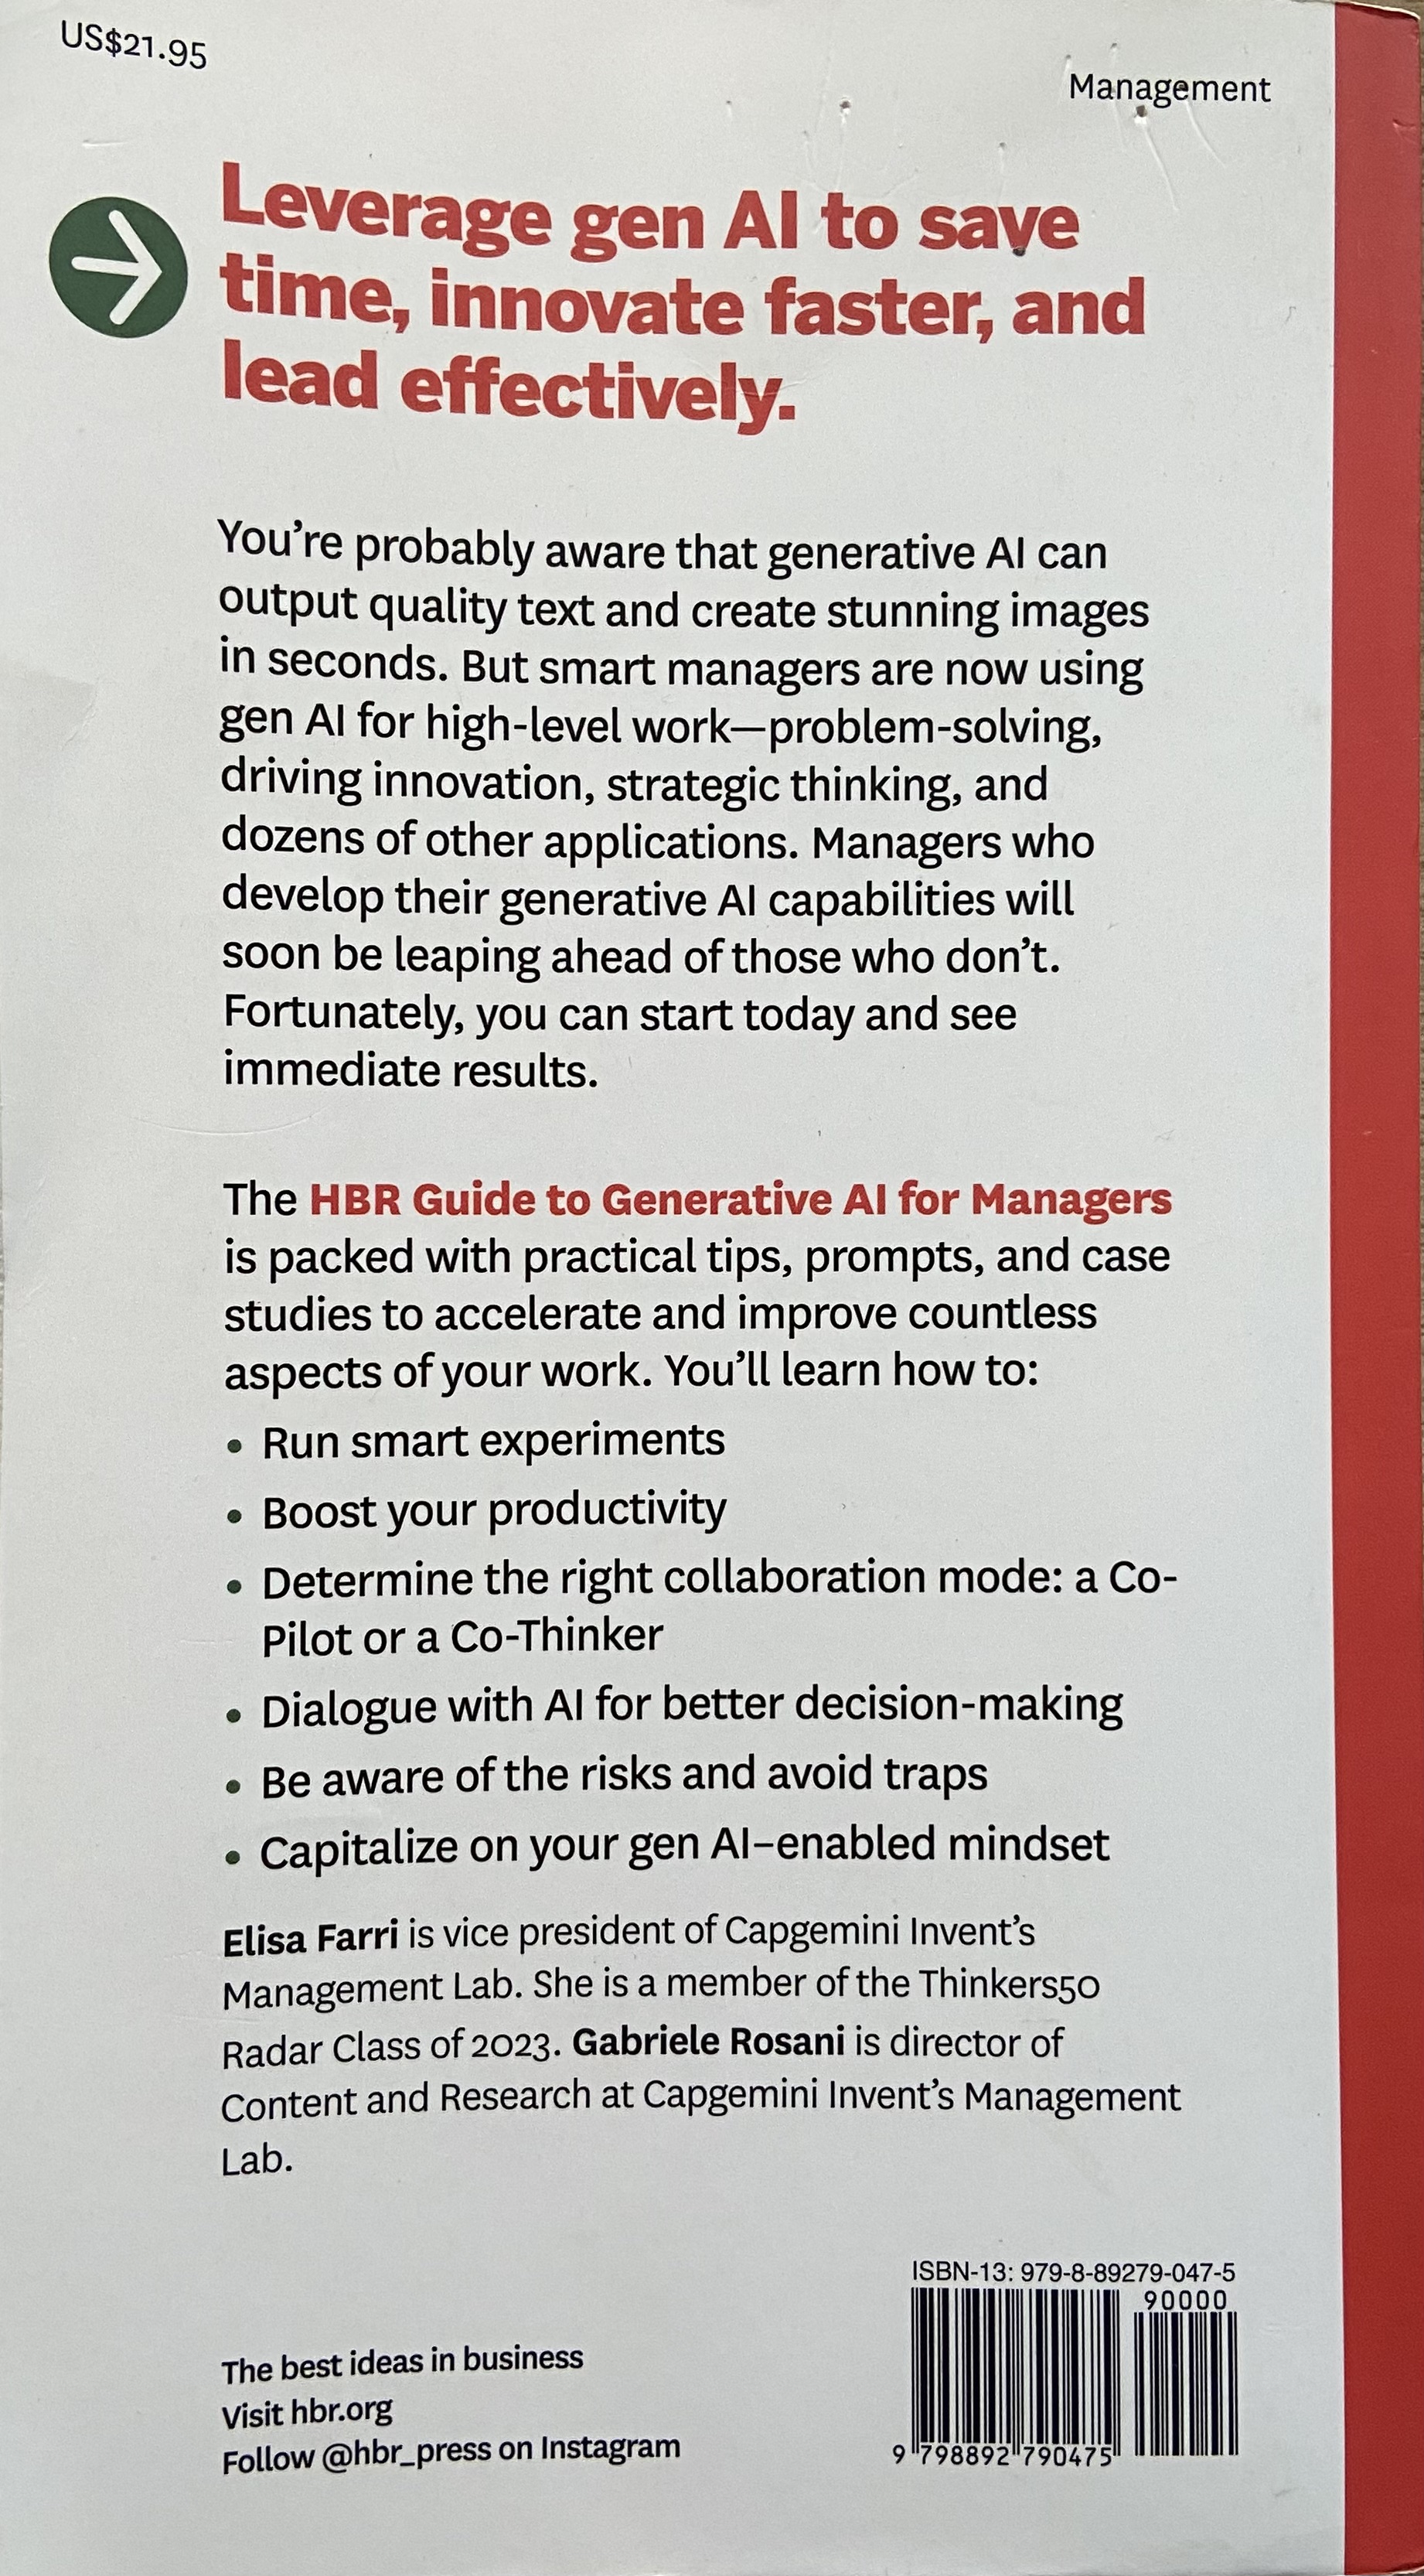 US$21.95
Management
Leverage gen AI to save
time, innovate faster, and
lead effectively.
You’re probably aware that generative AI can
output quality text and create stunning images
in seconds. But smart managers are now using
gen AI for high-level work—problem-solving,
driving innovation, strategic thinking, and
dozens of other applications. Managers who
develop their generative AI capabilities will
soon be leaping ahead of those who don’t.
Fortunately, you can start today and see
immediate results.
The HBR Guide to Generative AI for Managers
is packed with practical tips, prompts, and case
studies to accelerate and improve countless
aspects of your work. You’ll learn how to:
• Run smart experiments
• Boost your productivity
• Determine the right collaboration mode: a Co-
Pilot or a Co-Thinker
• Dialogue with AI for better decision-making
• Be aware of the risks and avoid traps
• Capitalize on your gen AI–enabled mindset
Elisa Farri is vice president of Capgemini Invent’s
Management Lab. She is a member of the Thinkers50
Radar Class of 2023. Gabriele Rosani is director of
Content and Research at Capgemini Invent’s Management
Lab.
The best ideas in business
Visit hbr.org
Follow @hbr_press on Instagram
ISBN-13: 979-8-89279-047-5
90000
9 798892 790475